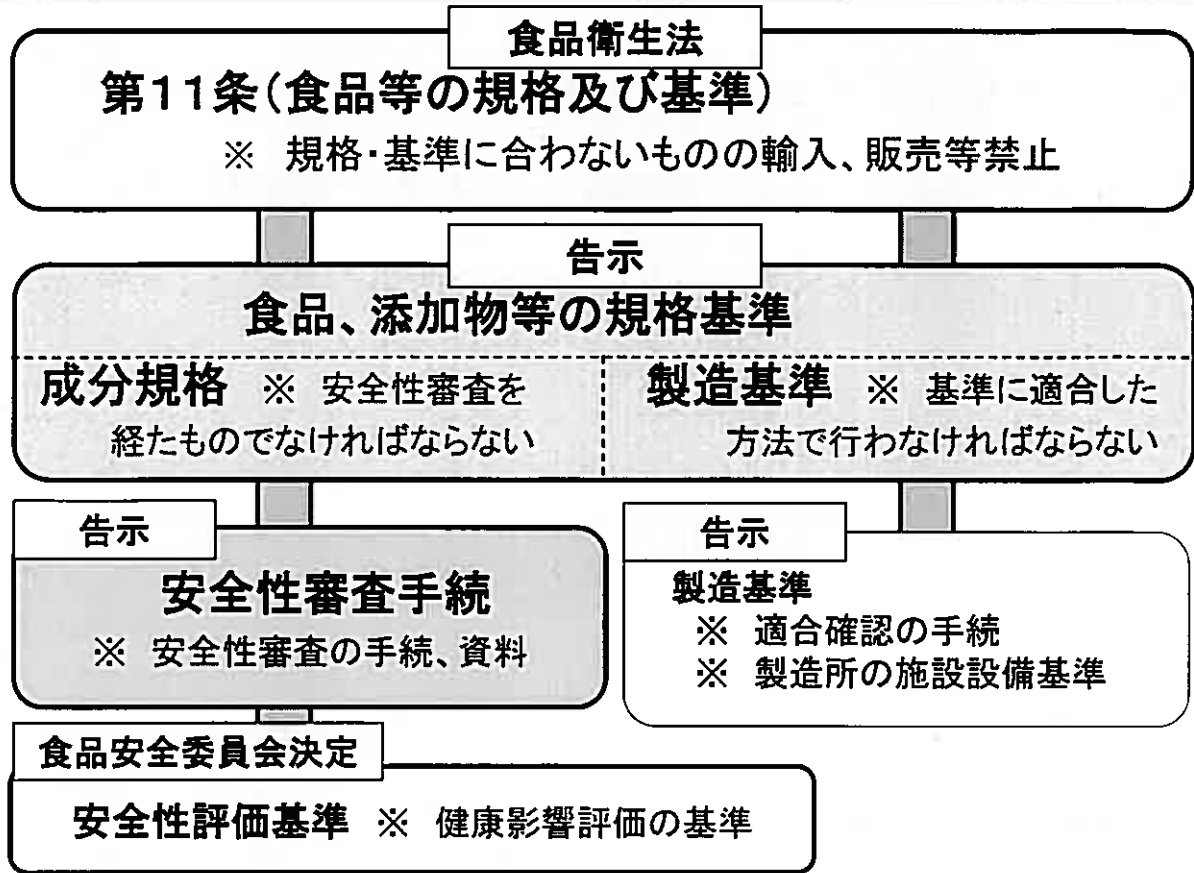 食品衛生法
第11条(食品等の規格及び基準)
※ 規格・基準に合わないものの輸入、販売等禁止
告示
食品、添加物等の規格基準
成分規格 ※ 安全性審査を
経たものでなければならない
製造基準 ※ 基準に適合した
方法で行わなければならない
告示
安全性審査手続
※ 安全性審査の手続、資料
告示
製造基準
※ 適合確認の手続
※ 製造所の施設設備基準
食品安全委員会決定
安全性評価基準 ※ 健康影響評価の基準